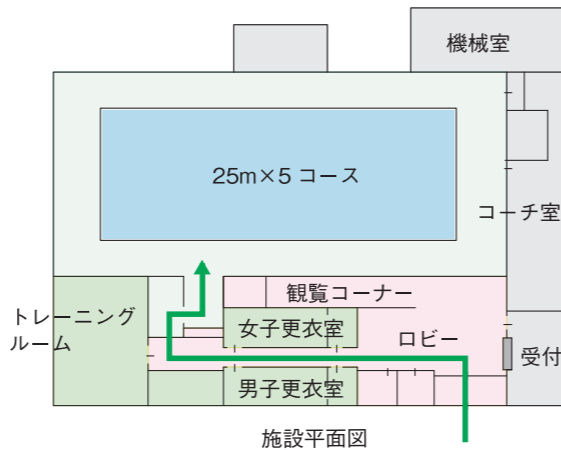 機械室
25m×5 コース
コーチ室
観覧コーナー
トレーニング
ルーム
女子更衣室
ロビー
受付
男子更衣室
施設平面図